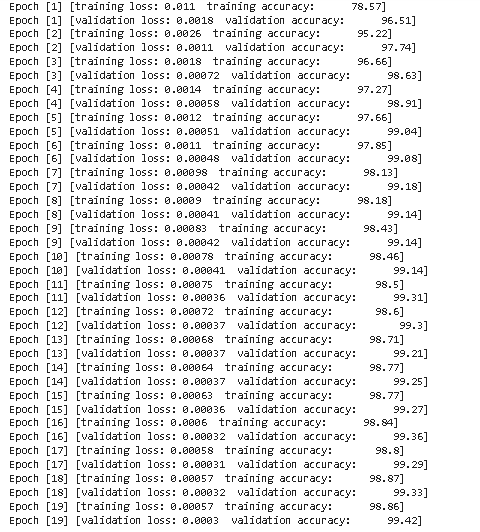 Epoch [1] [training loss: 0.011  training accuracy:      78.57]
Epoch [1] [validation loss: 0.0018  validation accuracy:      96.51]
Epoch [2] [training loss: 0.0026  training accuracy:      95.22]
Epoch [2] [validation loss: 0.0011  validation accuracy:      97.74]
Epoch [3] [training loss: 0.0018  training accuracy:      96.66]
Epoch [3] [validation loss: 0.00072  validation accuracy:      98.63]
Epoch [4] [training loss: 0.0014  training accuracy:      97.27]
Epoch [4] [validation loss: 0.00058  validation accuracy:      98.91]
Epoch [5] [training loss: 0.0012  training accuracy:      97.66]
Epoch [5] [validation loss: 0.00051  validation accuracy:      99.04]
Epoch [6] [training loss: 0.0011  training accuracy:      97.85]
Epoch [6] [validation loss: 0.00048  validation accuracy:      99.08]
Epoch [7] [training loss: 0.00098  training accuracy:      98.13]
Epoch [7] [validation loss: 0.00042  validation accuracy:      99.18]
Epoch [8] [training loss: 0.0009  training accuracy:      98.18]
Epoch [8] [validation loss: 0.00041  validation accuracy:      99.14]
Epoch [9] [training loss: 0.00083  training accuracy:      98.43]
Epoch [9] [validation loss: 0.00042  validation accuracy:      99.14]
Epoch [10] [training loss: 0.00078  training accuracy:      98.46]
Epoch [10] [validation loss: 0.00041  validation accuracy:      99.14]
Epoch [11] [training loss: 0.00075  training accuracy:      98.5]
Epoch [11] [validation loss: 0.00036  validation accuracy:      99.31]
Epoch [12] [training loss: 0.00072  training accuracy:      98.6]
Epoch [12] [validation loss: 0.00037  validation accuracy:      99.3]
Epoch [13] [training loss: 0.00068  training accuracy:      98.71]
Epoch [13] [validation loss: 0.00037  validation accuracy:      99.21]
Epoch [14] [training loss: 0.00064  training accuracy:      98.77]
Epoch [14] [validation loss: 0.00037  validation accuracy:      99.25]
Epoch [15] [training loss: 0.00063  training accuracy:      98.77]
Epoch [15] [validation loss: 0.00036  validation accuracy:      99.27]
Epoch [16] [training loss: 0.0006  training accuracy:      98.84]
Epoch [16] [validation loss: 0.00032  validation accuracy:      99.36]
Epoch [17] [training loss: 0.00058  training accuracy:      98.8]
Epoch [17] [validation loss: 0.00031  validation accuracy:      99.29]
Epoch [18] [training loss: 0.00057  training accuracy:      98.87]
Epoch [18] [validation loss: 0.00032  validation accuracy:      99.33]
Epoch [19] [training loss: 0.00057  training accuracy:      98.86]
Epoch [19] [validation loss: 0.0003  validation accuracy:      99.42]